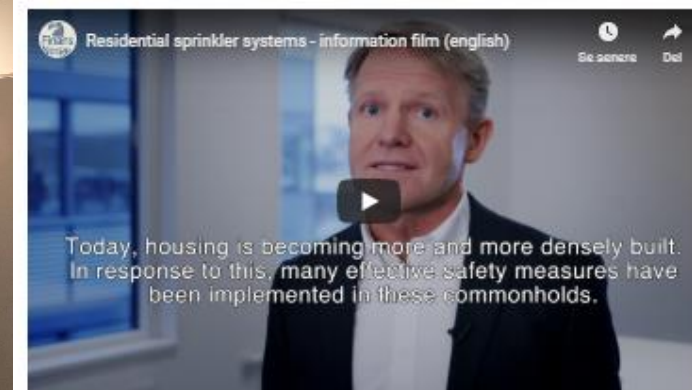 Residential sprinkler systems - information film (english)
Se senere
Del
Today, housing is becoming more and more densely built.
In response to this, many effective safety measures have
been implemented in these commonholds.